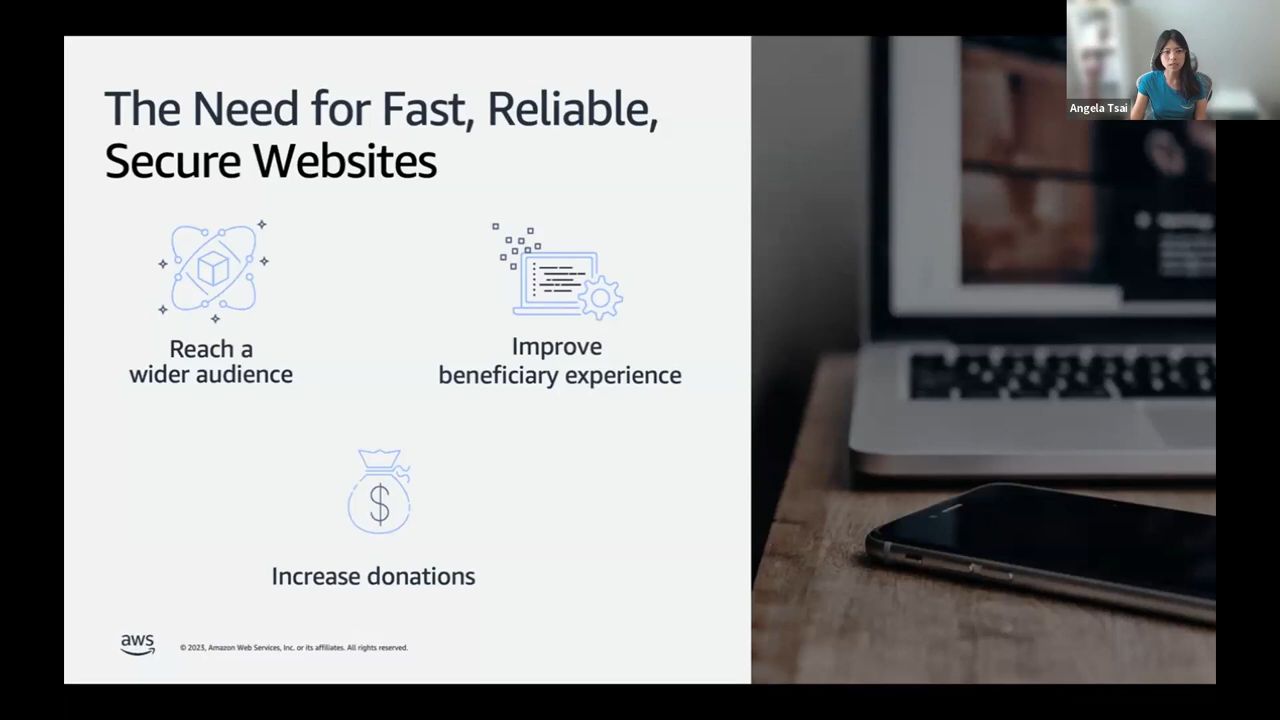 The Need for Fast, Reliable,
Secure Websites
Angela Tsai
Reach a
wider audience
Improve
beneficiary experience
$
Increase donations
aws
© 2023, Amazon Web Services, Inc. or its affiliates. All rights reserved.